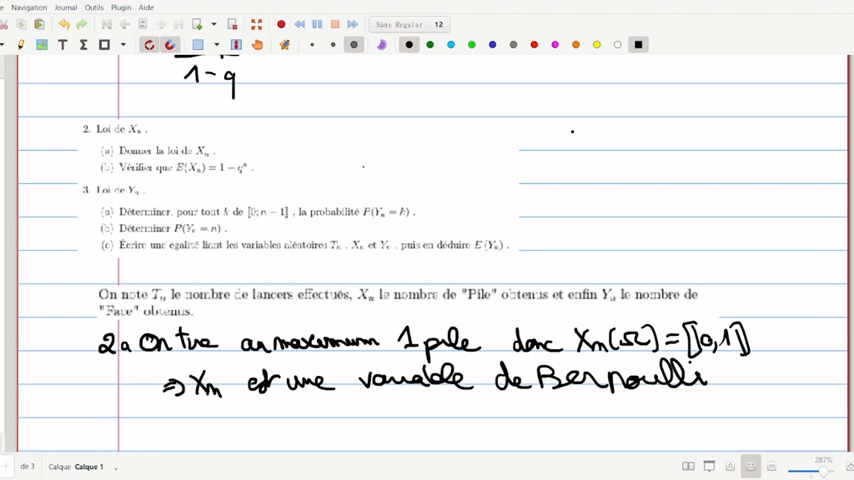 Navigation Journal Outils Plugin Aide
Sans Regular 12
1-q
2. Loi de Xₙ .
(a) Donner la loi de Xₙ .
(b) Vérifier que E(Xₙ) = 1 − qⁿ .
3. Loi de Yₙ .
(a) Déterminer, pour tout k de ⟦0; n − 1⟧ , la probabilité P(Yₙ = k) .
(b) Déterminer P(Yₙ = n) .
(c) Écrire une égalité liant les variables aléatoires Tₙ , Xₙ et Yₙ , puis en déduire E(Yₙ) .
On note Tₙ le nombre de lancers effectués, Xₙ le nombre de "Pile" obtenus et enfin Yₙ le nombre de
"Face" obtenus.
2a On tire au maximum 1 pile donc Xn(Ω) = ⟦0,1⟧
⇒ Xn est une variable de Bernoulli
de 3 Calque Calque 1 287%